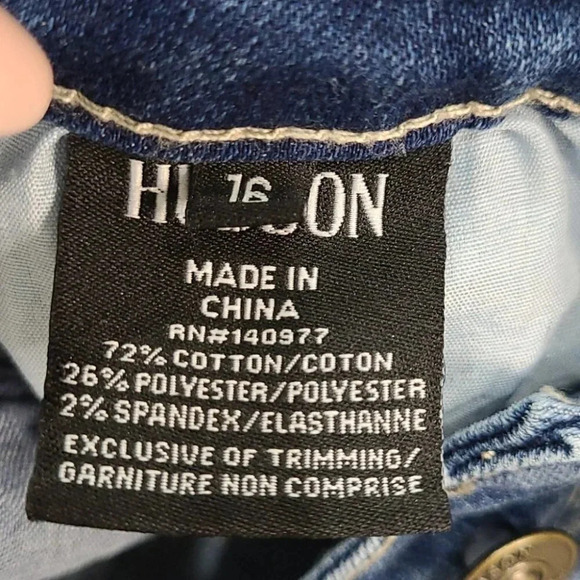 HUDSON
16
MADE IN
CHINA
RN#140977
72% COTTON/COTON
26% POLYESTER/POLYESTER
2% SPANDEX/ELASTHANNE
EXCLUSIVE OF TRIMMING/
GARNITURE NON COMPRISE